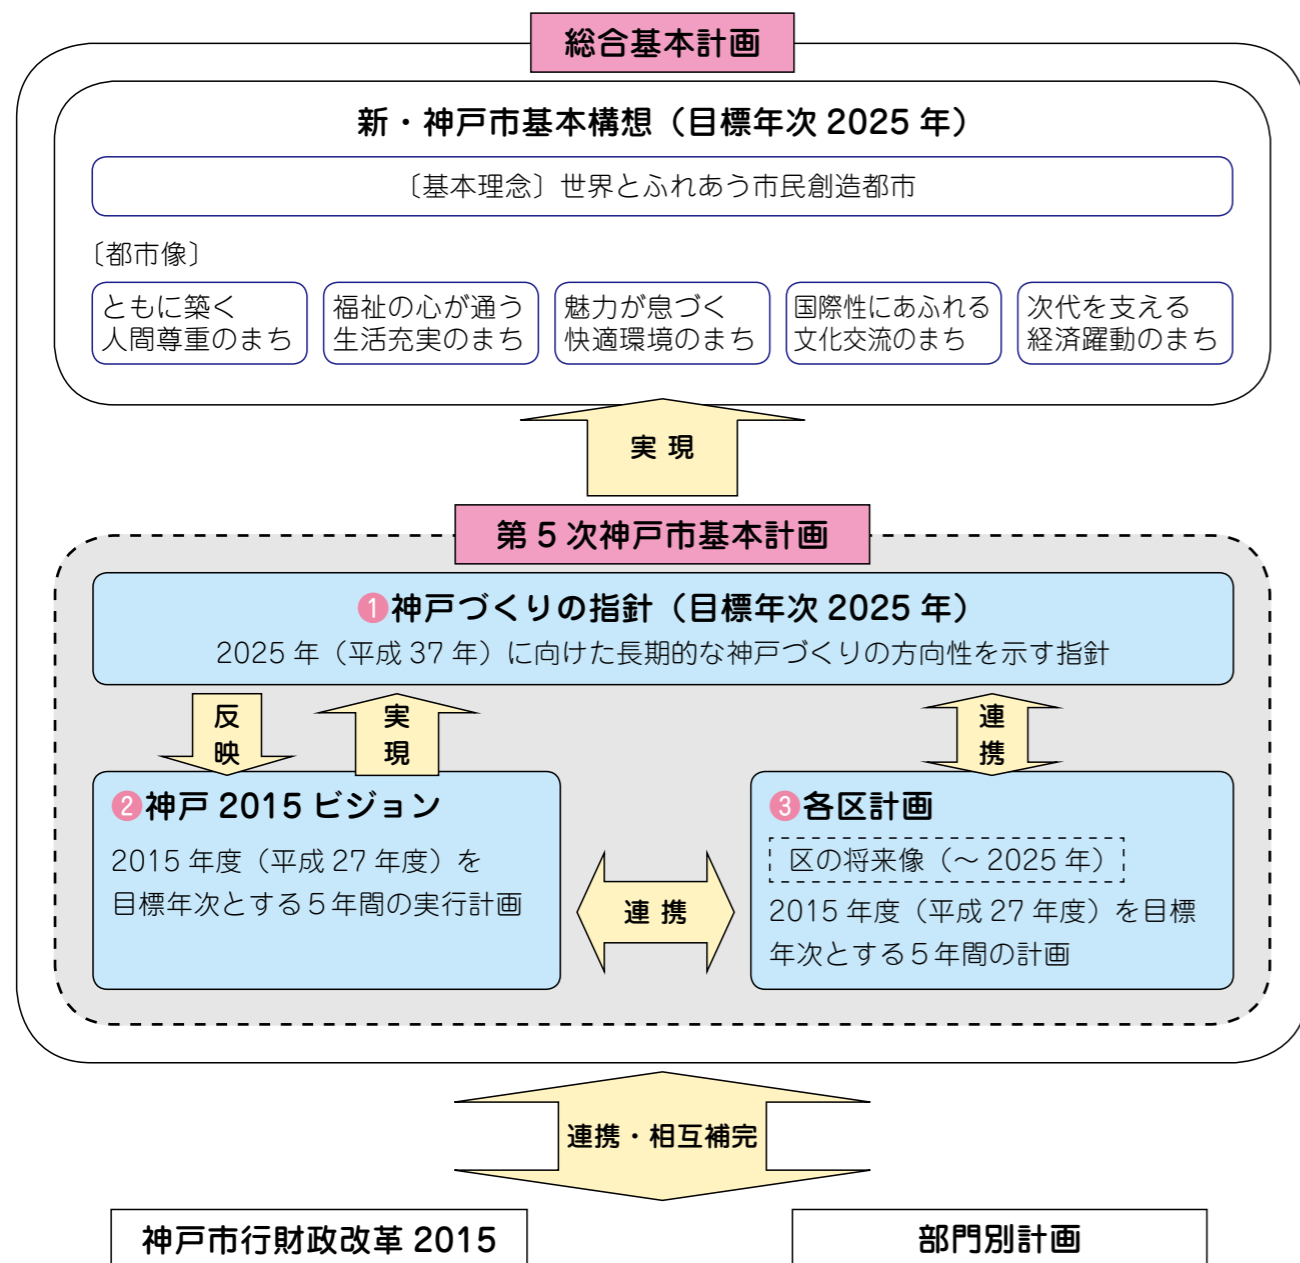 総合基本計画
新・神戸市基本構想（目標年次 2025 年）
〔基本理念〕世界とふれあう市民創造都市
〔都市像〕
ともに築く
人間尊重のまち
福祉の心が通う
生活充実のまち
魅力が息づく
快適環境のまち
国際性にあふれる
文化交流のまち
次代を支える
経済躍動のまち
実 現
第 5 次神戸市基本計画
❶神戸づくりの指針（目標年次 2025 年）
2025 年（平成 37 年）に向けた長期的な神戸づくりの方向性を示す指針
反
映
実
現
連
携
❷神戸 2015 ビジョン
2015 年度（平成 27 年度）を
目標年次とする５年間の実行計画
連 携
❸各区計画
区の将来像（～ 2025 年）
2015 年度（平成 27 年度）を目標
年次とする５年間の計画
連携・相互補完
神戸市行財政改革 2015
部門別計画